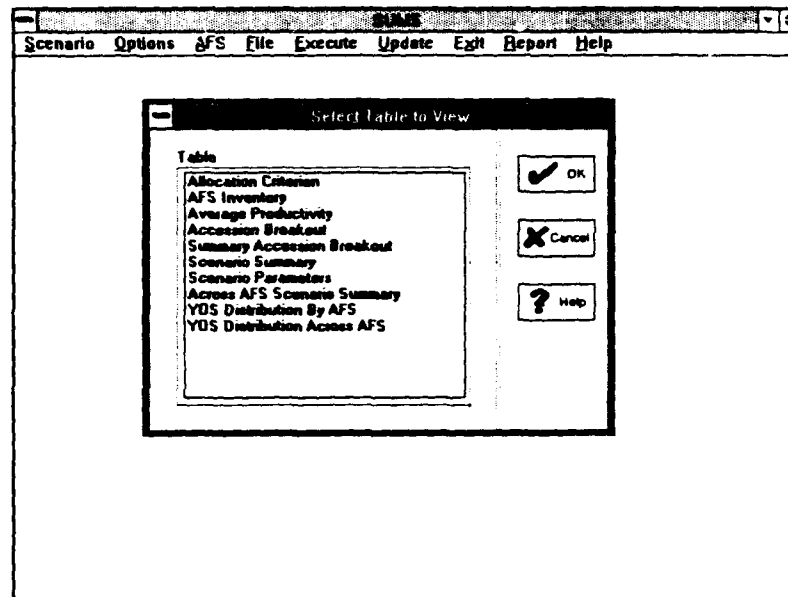 Scenario Options AFS File Execute Update Exit Report Help
Select Table to View
Table
Allocation Criterion
AFS Inventory
Average Productivity
Accession Breakout
Summary Accession Breakout
Scenario Summary
Scenario Parameters
Across AFS Scenario Summary
YOS Distribution By AFS
YOS Distribution Across AFS
OK
Cancel
Help